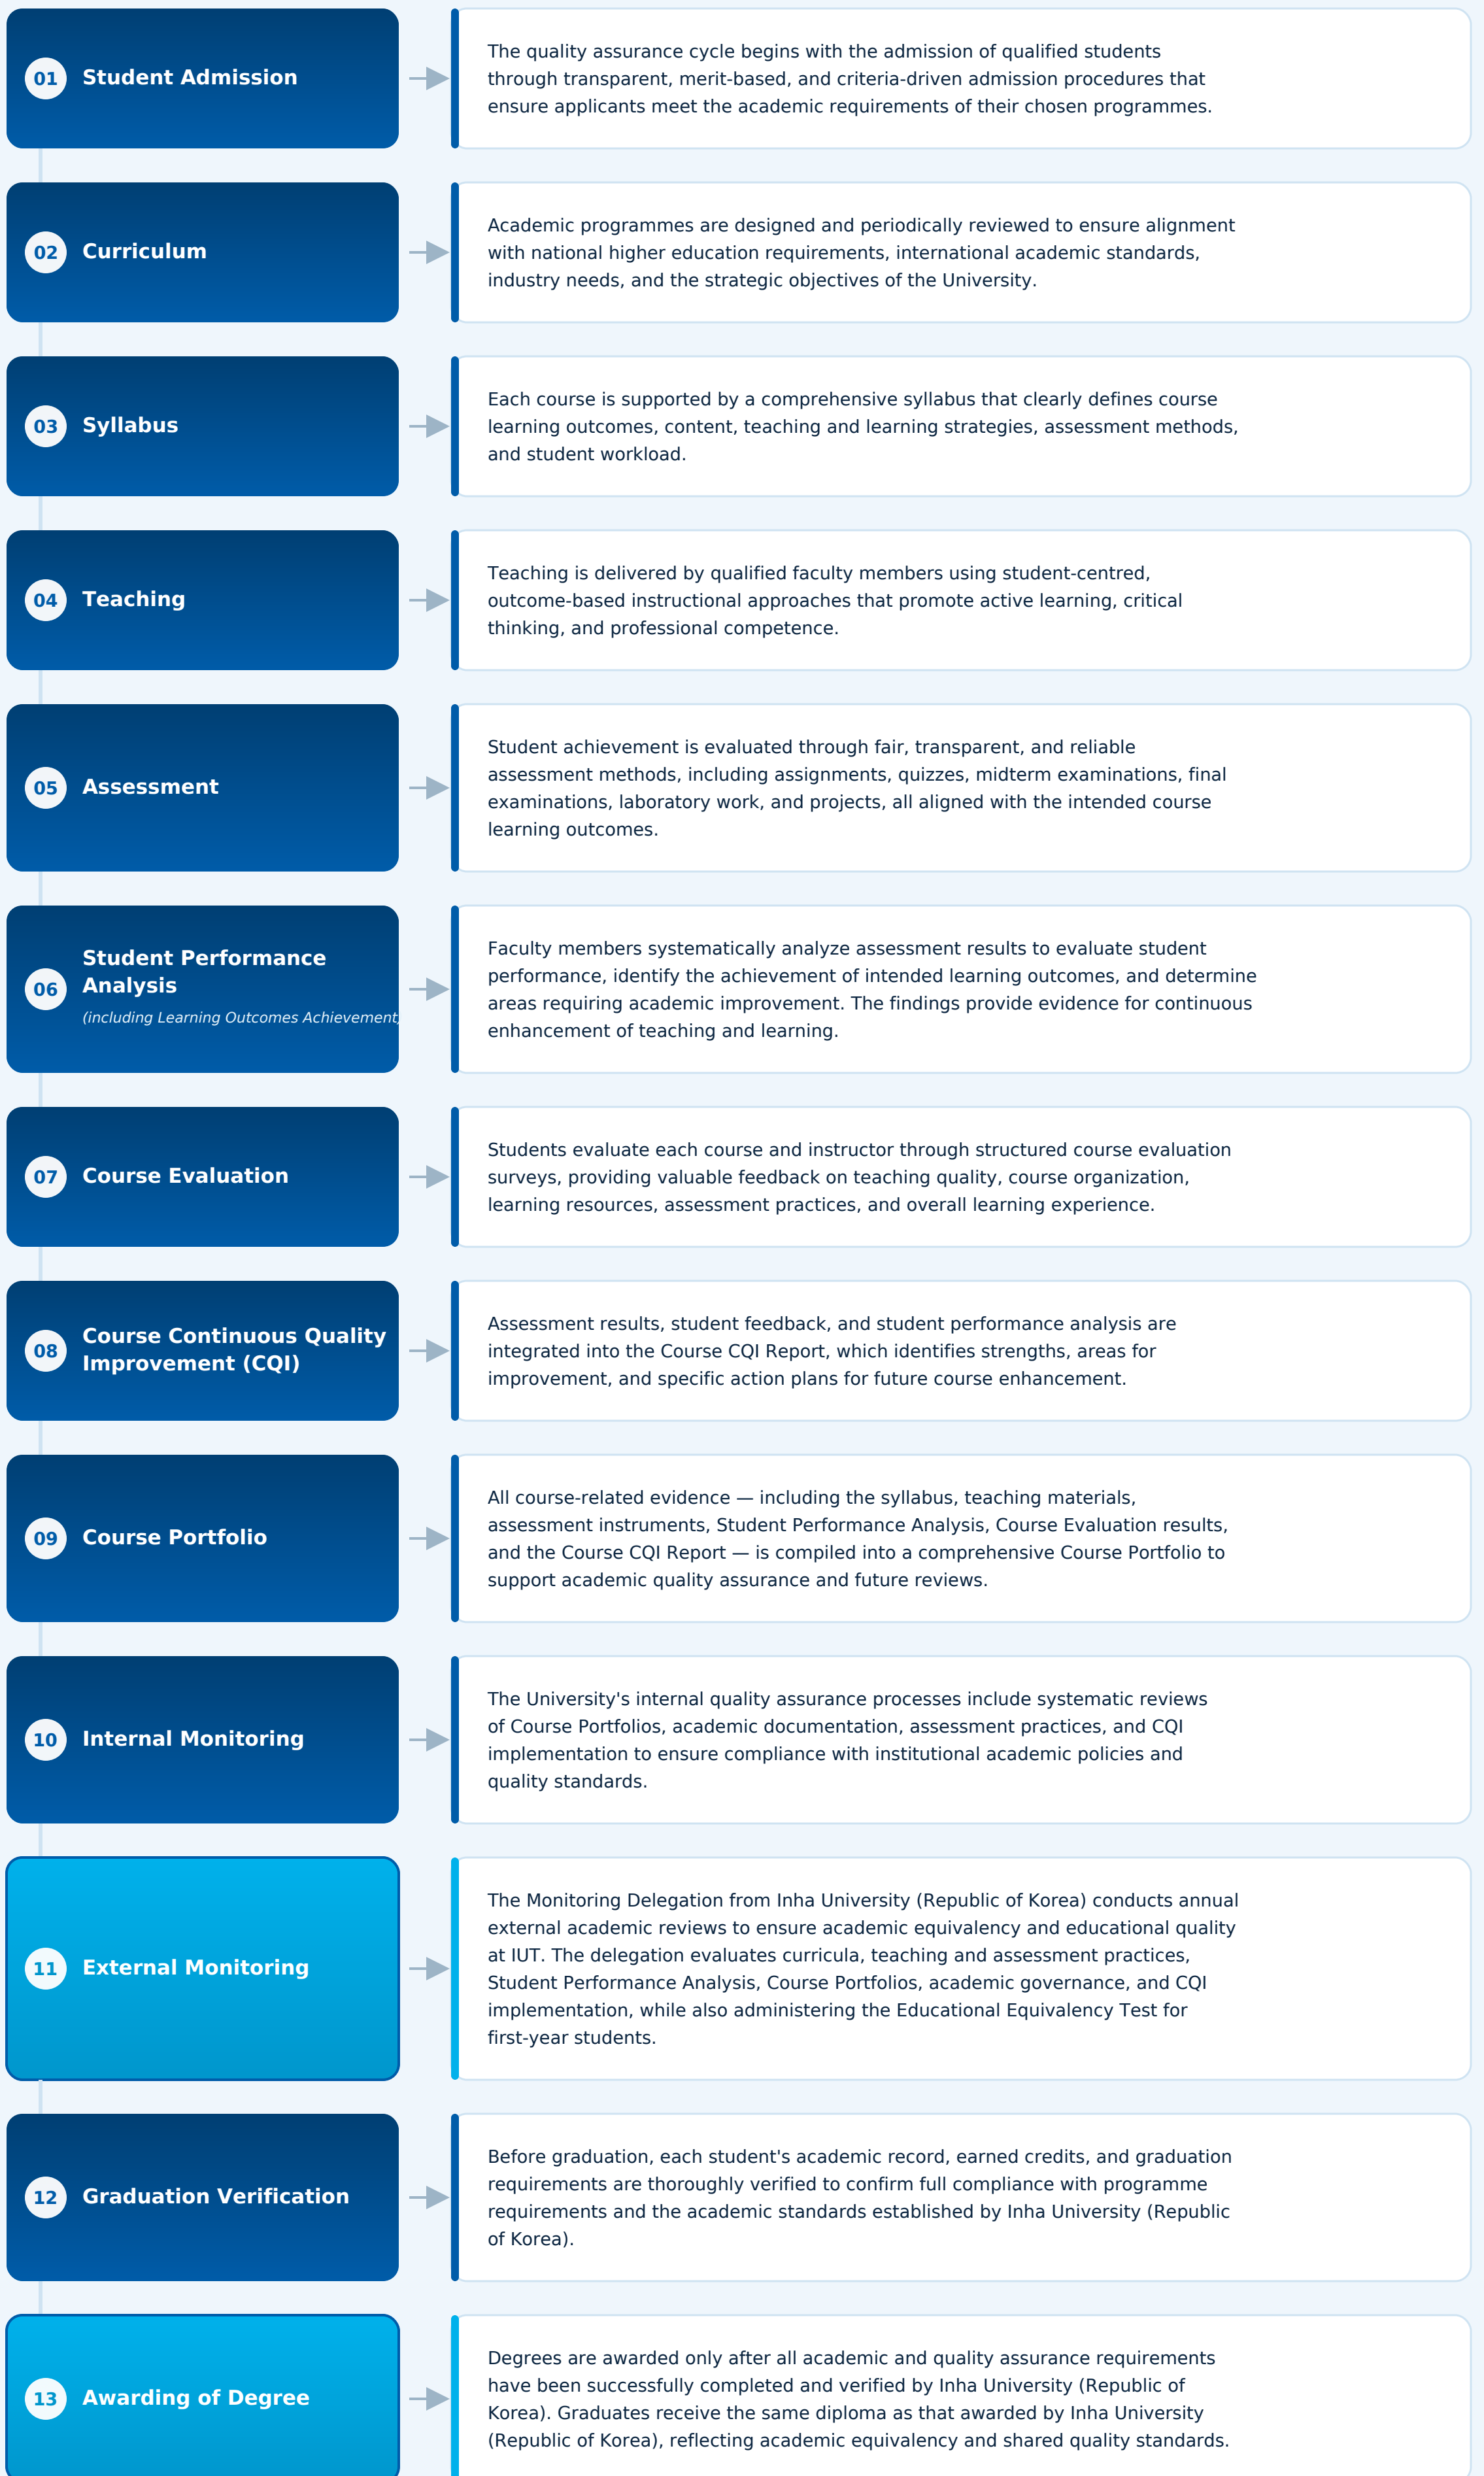 01 Student Admission
The quality assurance cycle begins with the admission of qualified students
through transparent, merit-based, and criteria-driven admission procedures that
ensure applicants meet the academic requirements of their chosen programmes.
02 Curriculum
Academic programmes are designed and periodically reviewed to ensure alignment
with national higher education requirements, international academic standards,
industry needs, and the strategic objectives of the University.
03 Syllabus
Each course is supported by a comprehensive syllabus that clearly defines course
learning outcomes, content, teaching and learning strategies, assessment methods,
and student workload.
04 Teaching
Teaching is delivered by qualified faculty members using student-centred,
outcome-based instructional approaches that promote active learning, critical
thinking, and professional competence.
05 Assessment
Student achievement is evaluated through fair, transparent, and reliable
assessment methods, including assignments, quizzes, midterm examinations, final
examinations, laboratory work, and projects, all aligned with the intended course
learning outcomes.
06 Student Performance
Analysis
(including Learning Outcomes Achievement)
Faculty members systematically analyze assessment results to evaluate student
performance, identify the achievement of intended learning outcomes, and determine
areas requiring academic improvement. The findings provide evidence for continuous
enhancement of teaching and learning.
07 Course Evaluation
Students evaluate each course and instructor through structured course evaluation
surveys, providing valuable feedback on teaching quality, course organization,
learning resources, assessment practices, and overall learning experience.
08 Course Continuous Quality
Improvement (CQI)
Assessment results, student feedback, and student performance analysis are
integrated into the Course CQI Report, which identifies strengths, areas for
improvement, and specific action plans for future course enhancement.
09 Course Portfolio
All course-related evidence — including the syllabus, teaching materials,
assessment instruments, Student Performance Analysis, Course Evaluation results,
and the Course CQI Report — is compiled into a comprehensive Course Portfolio to
support academic quality assurance and future reviews.
10 Internal Monitoring
The University's internal quality assurance processes include systematic reviews
of Course Portfolios, academic documentation, assessment practices, and CQI
implementation to ensure compliance with institutional academic policies and
quality standards.
11 External Monitoring
The Monitoring Delegation from Inha University (Republic of Korea) conducts annual
external academic reviews to ensure academic equivalency and educational quality
at IUT. The delegation evaluates curricula, teaching and assessment practices,
Student Performance Analysis, Course Portfolios, academic governance, and CQI
implementation, while also administering the Educational Equivalency Test for
first-year students.
12 Graduation Verification
Before graduation, each student's academic record, earned credits, and graduation
requirements are thoroughly verified to confirm full compliance with programme
requirements and the academic standards established by Inha University (Republic
of Korea).
13 Awarding of Degree
Degrees are awarded only after all academic and quality assurance requirements
have been successfully completed and verified by Inha University (Republic of
Korea). Graduates receive the same diploma as that awarded by Inha University
(Republic of Korea), reflecting academic equivalency and shared quality standards.